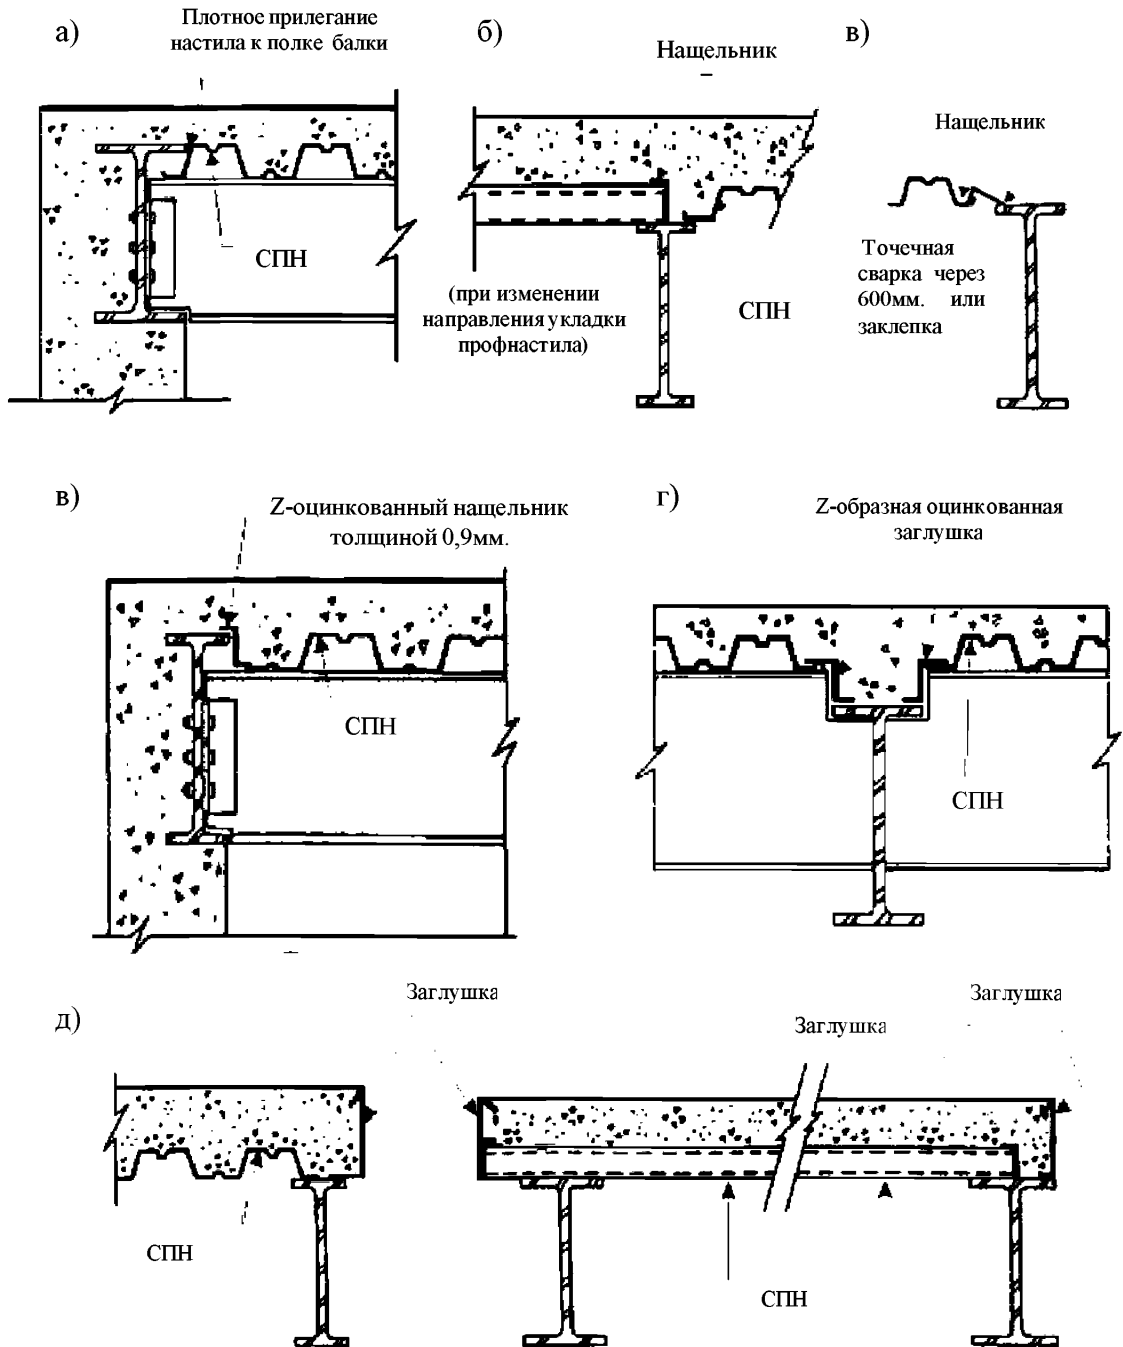 а)
Плотное прилегание
настила к полке балки
СПН
б)
Нащельник
(при изменении
направления укладки
профнастила)
СПН
в)
Нащельник
Точечная
сварка через
600мм. или
заклепка
в)
Z-оцинкованный нащельник
толщиной 0,9мм.
СПН
г)
Z-образная оцинкованная
заглушка
СПН
д)
СПН
Заглушка
Заглушка
Заглушка
СПН